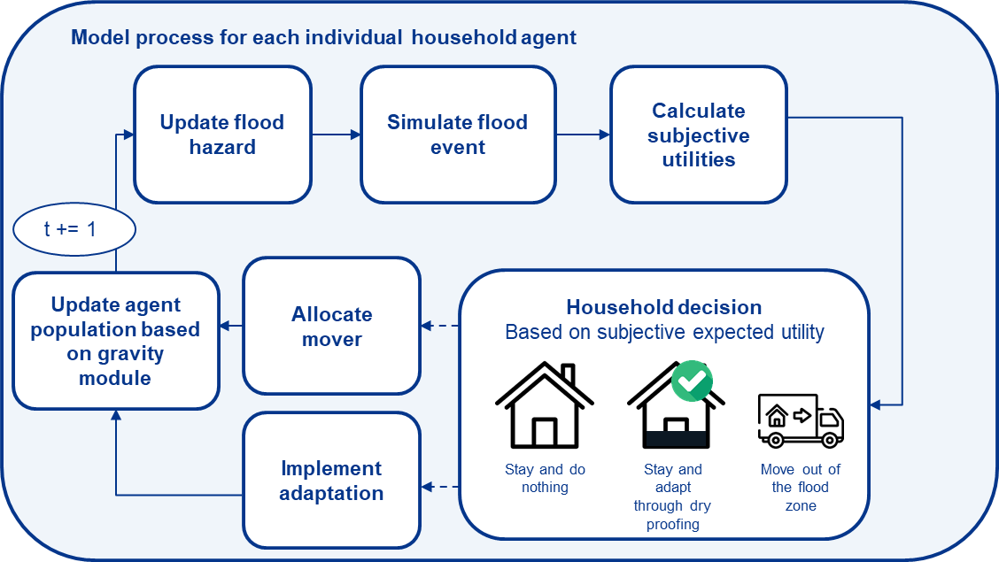 Model process for each individual household agent
Update flood
hazard
Simulate flood
event
Calculate
subjective
utilities
t += 1
Update agent
population based
on gravity
module
Allocate
mover
Implement
adaptation
Household decision
Based on subjective expected utility
Stay and do
nothing
Stay and
adapt
through dry
proofing
Move out of
the flood
zone